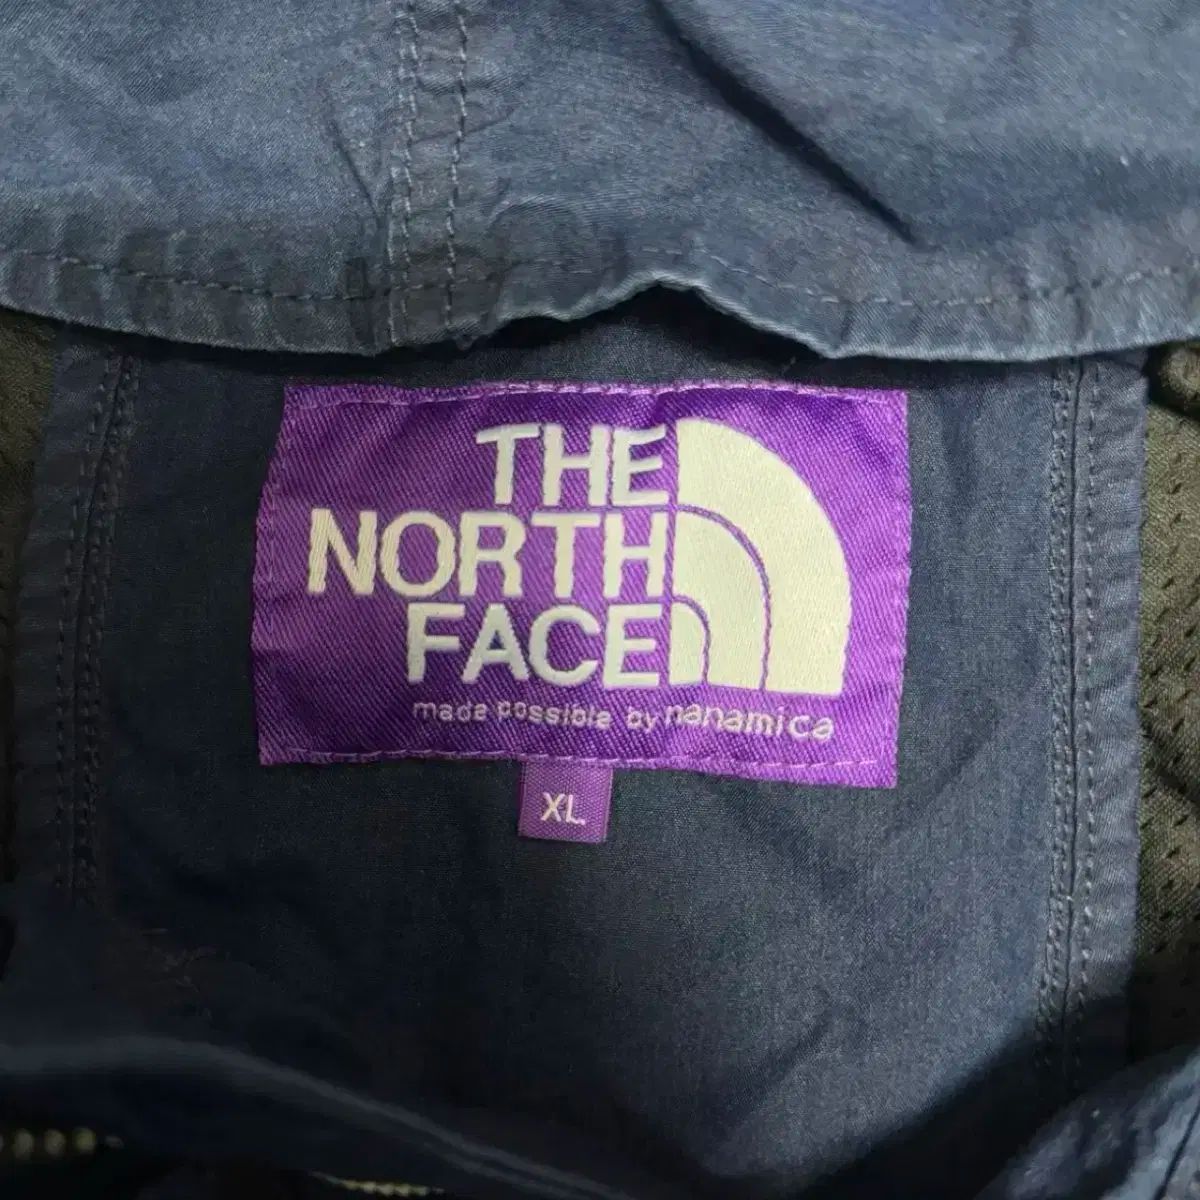 THE
NORTH
FACE
made possible by nanamica
XL